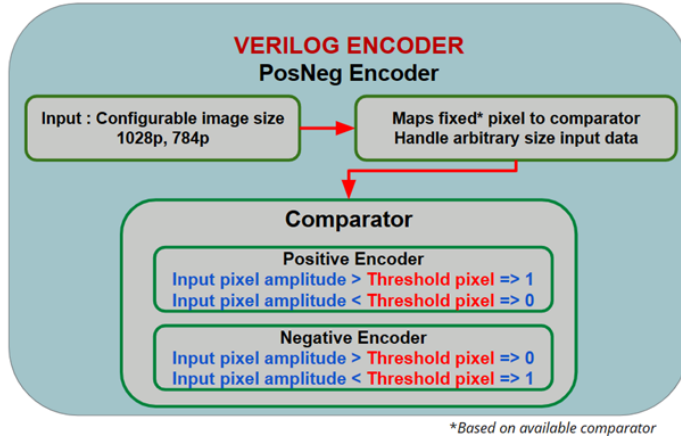 VERILOG ENCODER
PosNeg Encoder
Input : Configurable image size
1028p, 784p
Maps fixed* pixel to comparator
Handle arbitrary size input data
Comparator
Positive Encoder
Input pixel amplitude > Threshold pixel => 1
Input pixel amplitude < Threshold pixel => 0
Negative Encoder
Input pixel amplitude > Threshold pixel => 0
Input pixel amplitude < Threshold pixel => 1
*Based on available comparator